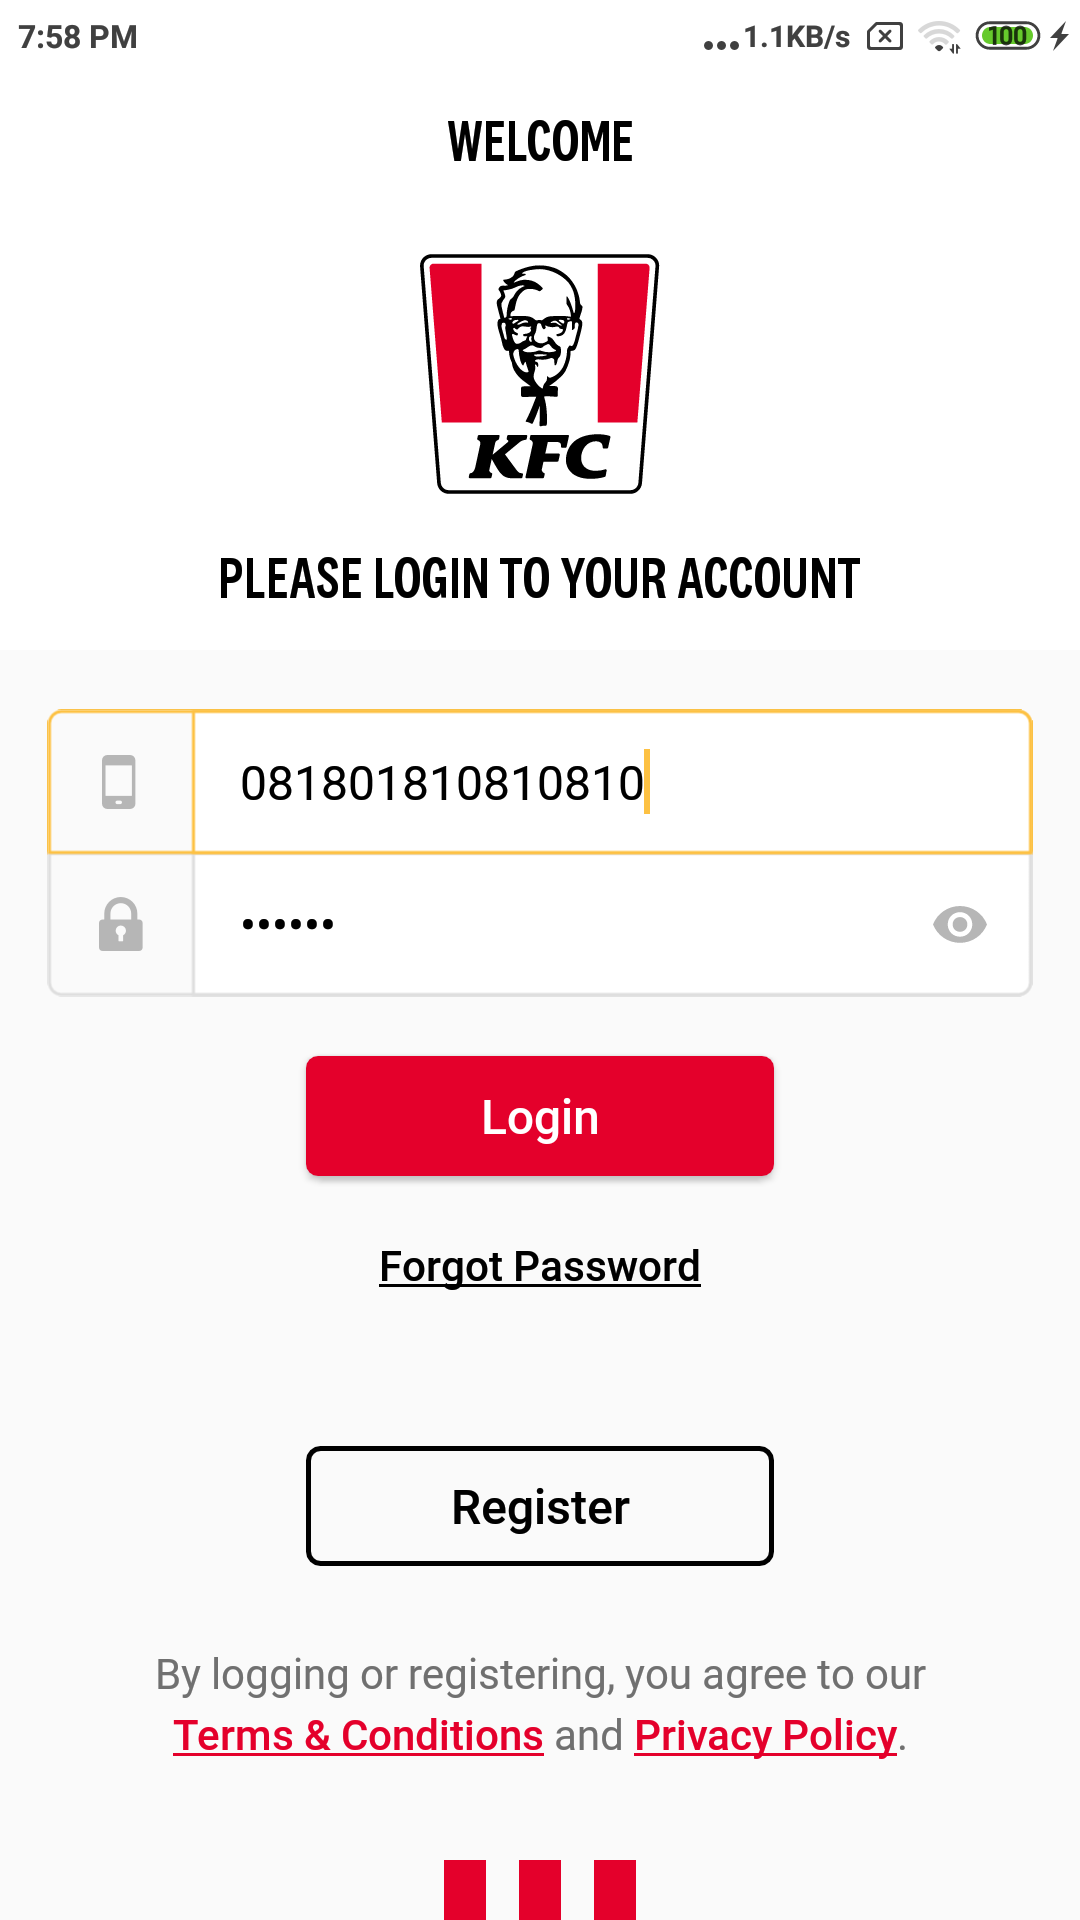 7:58 PM
...1.1KB/s
100
WELCOME
KFC
PLEASE LOGIN TO YOUR ACCOUNT
081801810810810
••••••
Login
Forgot Password
Register
By logging or registering, you agree to our
Terms & Conditions and Privacy Policy.